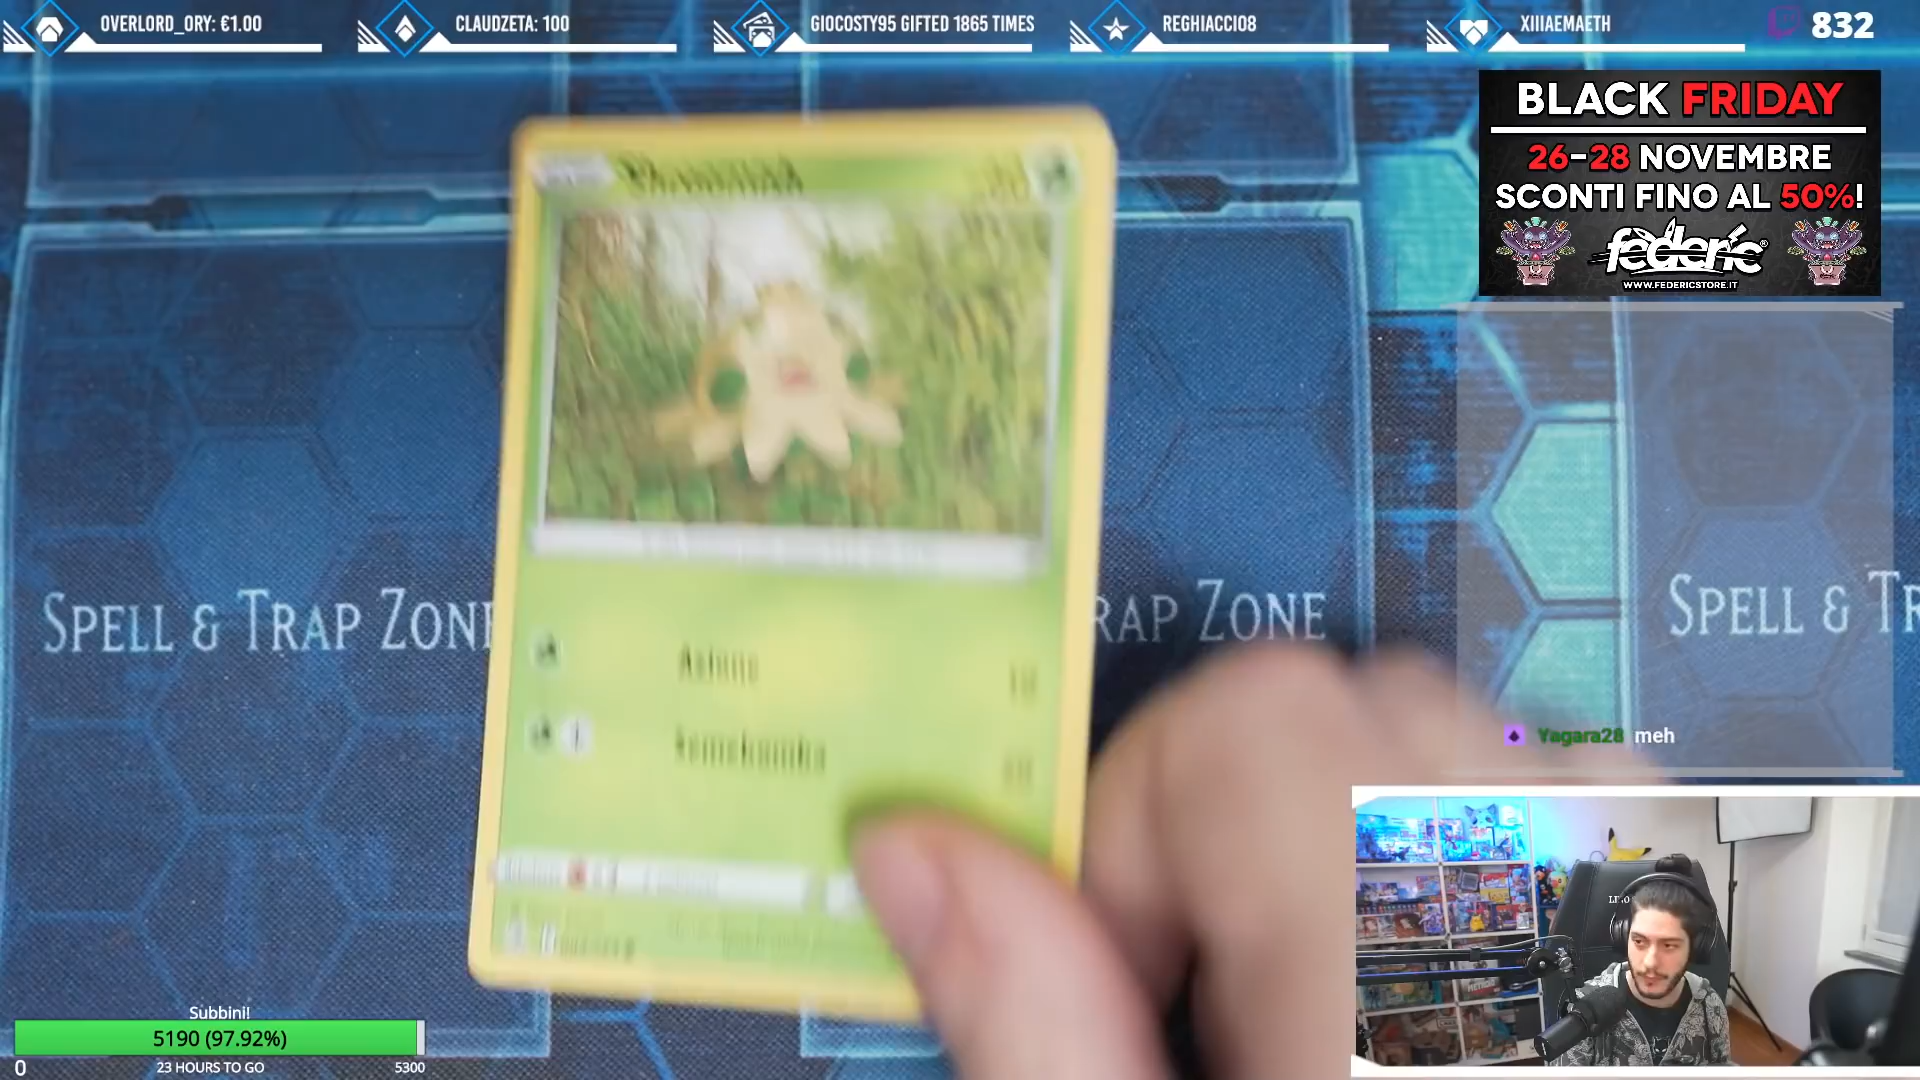 OVERLORD_ORY: €1.00
CLAUDZETA: 100
GIOCOSTY95 GIFTED 1865 TIMES
REGHIACCIO8
XIIIAEMAETH
832
BLACK FRIDAY
26-28 NOVEMBRE
SCONTI FINO AL 50%!
federic®
WWW.FEDERICSTORE.IT
SPELL & TRAP ZONE
RAP ZONE
SPELL & TR
Yagara28 meh
Subbini!
5190 (97.92%)
0
23 HOURS TO GO
5300